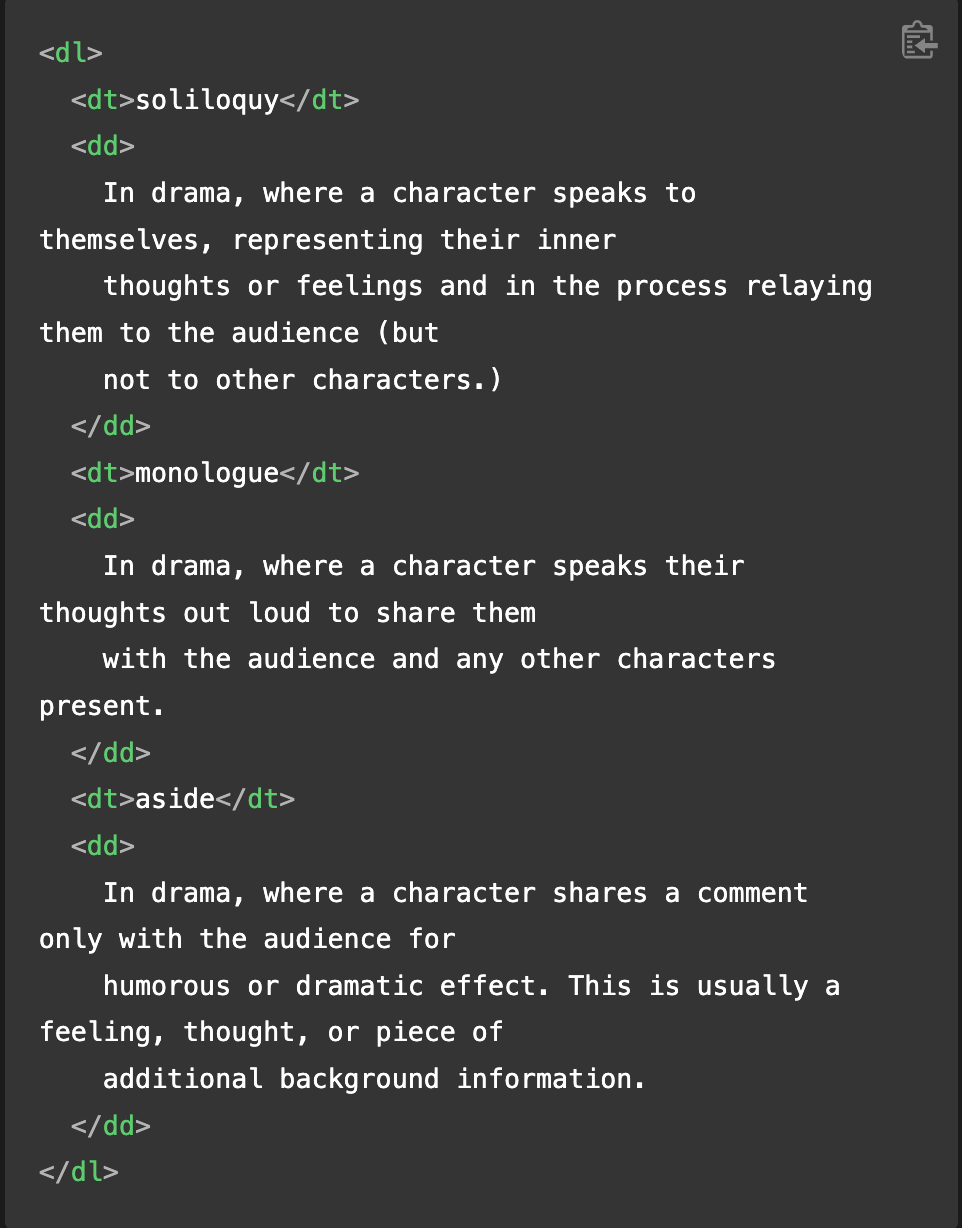 <dl>
  <dt>soliloquy</dt>
  <dd>
    In drama, where a character speaks to
themselves, representing their inner
    thoughts or feelings and in the process relaying
them to the audience (but
    not to other characters.)
  </dd>
  <dt>monologue</dt>
  <dd>
    In drama, where a character speaks their
thoughts out loud to share them
    with the audience and any other characters
present.
  </dd>
  <dt>aside</dt>
  <dd>
    In drama, where a character shares a comment
only with the audience for
    humorous or dramatic effect. This is usually a
feeling, thought, or piece of
    additional background information.
  </dd>
</dl>